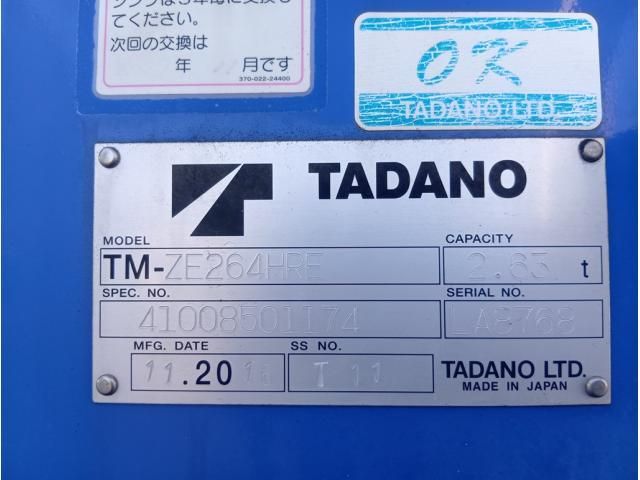 てください。
次回の交換は
年 月です
370-022-24400
OK
TADANO LTD.
TADANO
MODEL
TM-ZE264HRE
CAPACITY
2.63 t
SPEC. NO.
41008501174
SERIAL NO.
LA8768
MFG. DATE
11.20
SS NO.
T 11
TADANO LTD.
MADE IN JAPAN